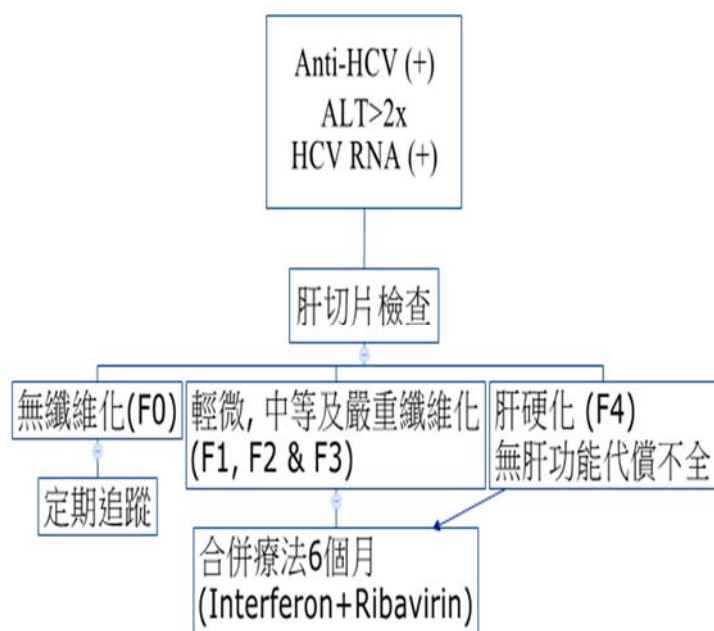 Anti-HCV (+)
ALT>2x
HCV RNA (+)
肝切片檢查
無纖維化(F0)
輕微, 中等及嚴重纖維化
(F1, F2 & F3)
肝硬化 (F4)
無肝功能代償不全
定期追蹤
合併療法6個月
(Interferon+Ribavirin)